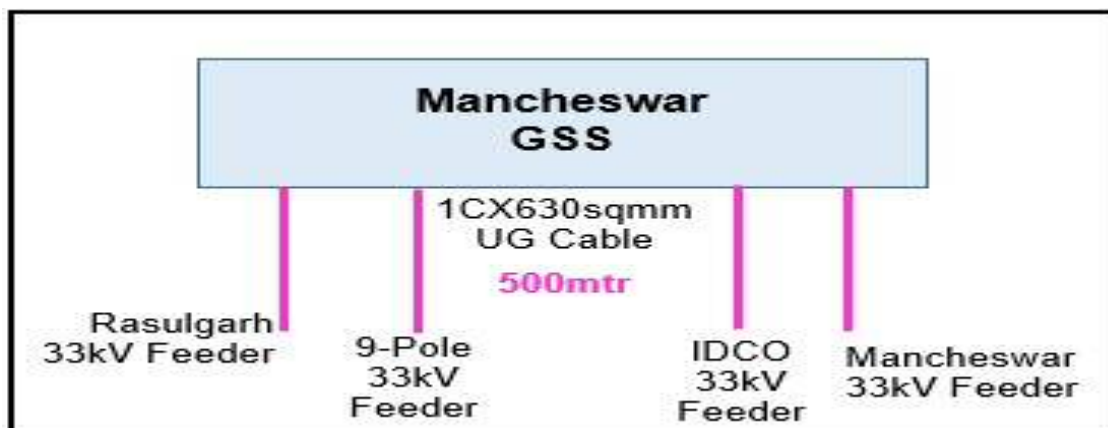 Mancheswar
GSS
1CX630sqmm
UG Cable
500mtr
Rasulgarh
33kV Feeder
9-Pole
33kV
Feeder
IDCO
33kV
Feeder
Mancheswar
33kV Feeder